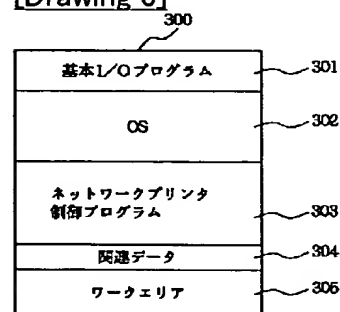 [Drawing 6]
300
基本I/Oプログラム
301
OS
302
ネットワークプリンタ
制御プログラム
303
関連データ
304
ワークエリア
305